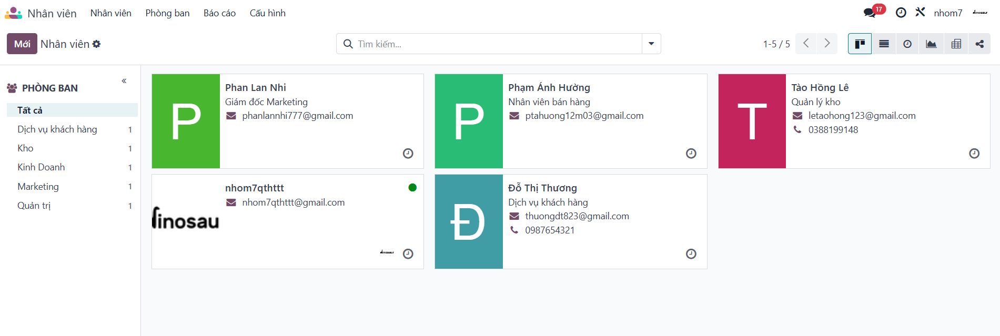 Nhân viên Nhân viên Phòng ban Báo cáo Cấu hình 17 nhom7 dinosaur
Mới Nhân viên Tìm kiếm... 1-5 / 5
PHÒNG BAN
Tất cả
Dịch vụ khách hàng 1
Kho 1
Kinh Doanh 1
Marketing 1
Quản trị 1
P
Phan Lan Nhi
Giám đốc Marketing
phanlannhi777@gmail.com
P
Phạm Ánh Hường
Nhân viên bán hàng
ptahuong12m03@gmail.com
T
Tào Hồng Lê
Quản lý kho
letaohong123@gmail.com
0388199148
dinosau
nhom7qthttt
nhom7qthttt@gmail.com
dinosaur
Đ
Đỗ Thị Thương
Dịch vụ khách hàng
thuongdt823@gmail.com
0987654321